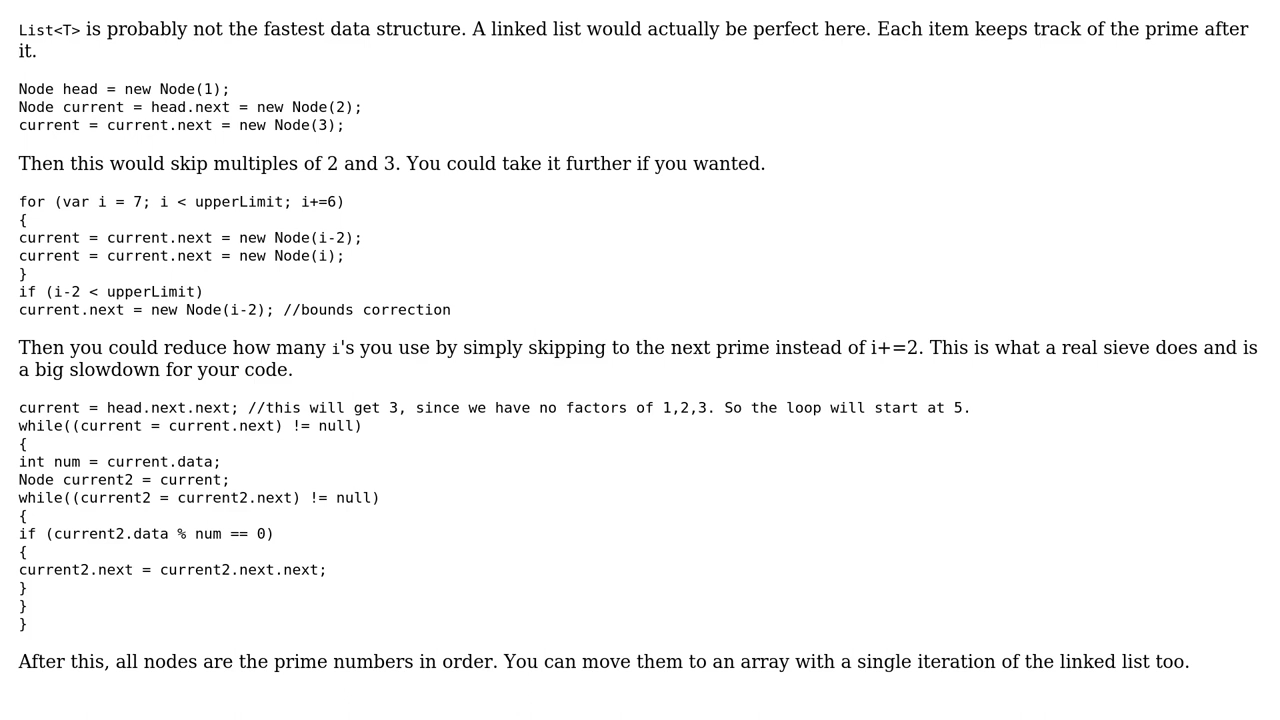 List<T> is probably not the fastest data structure. A linked list would actually be perfect here. Each item keeps track of the prime after
it.
Node head = new Node(1);
Node current = head.next = new Node(2);
current = current.next = new Node(3);
Then this would skip multiples of 2 and 3. You could take it further if you wanted.
for (var i = 7; i < upperLimit; i+=6)
{
current = current.next = new Node(i-2);
current = current.next = new Node(i);
}
if (i-2 < upperLimit)
current.next = new Node(i-2); //bounds correction
Then you could reduce how many i's you use by simply skipping to the next prime instead of i+=2. This is what a real sieve does and is
a big slowdown for your code.
current = head.next.next; //this will get 3, since we have no factors of 1,2,3. So the loop will start at 5.
while((current = current.next) != null)
{
int num = current.data;
Node current2 = current;
while((current2 = current2.next) != null)
{
if (current2.data % num == 0)
{
current2.next = current2.next.next;
}
}
}
After this, all nodes are the prime numbers in order. You can move them to an array with a single iteration of the linked list too.